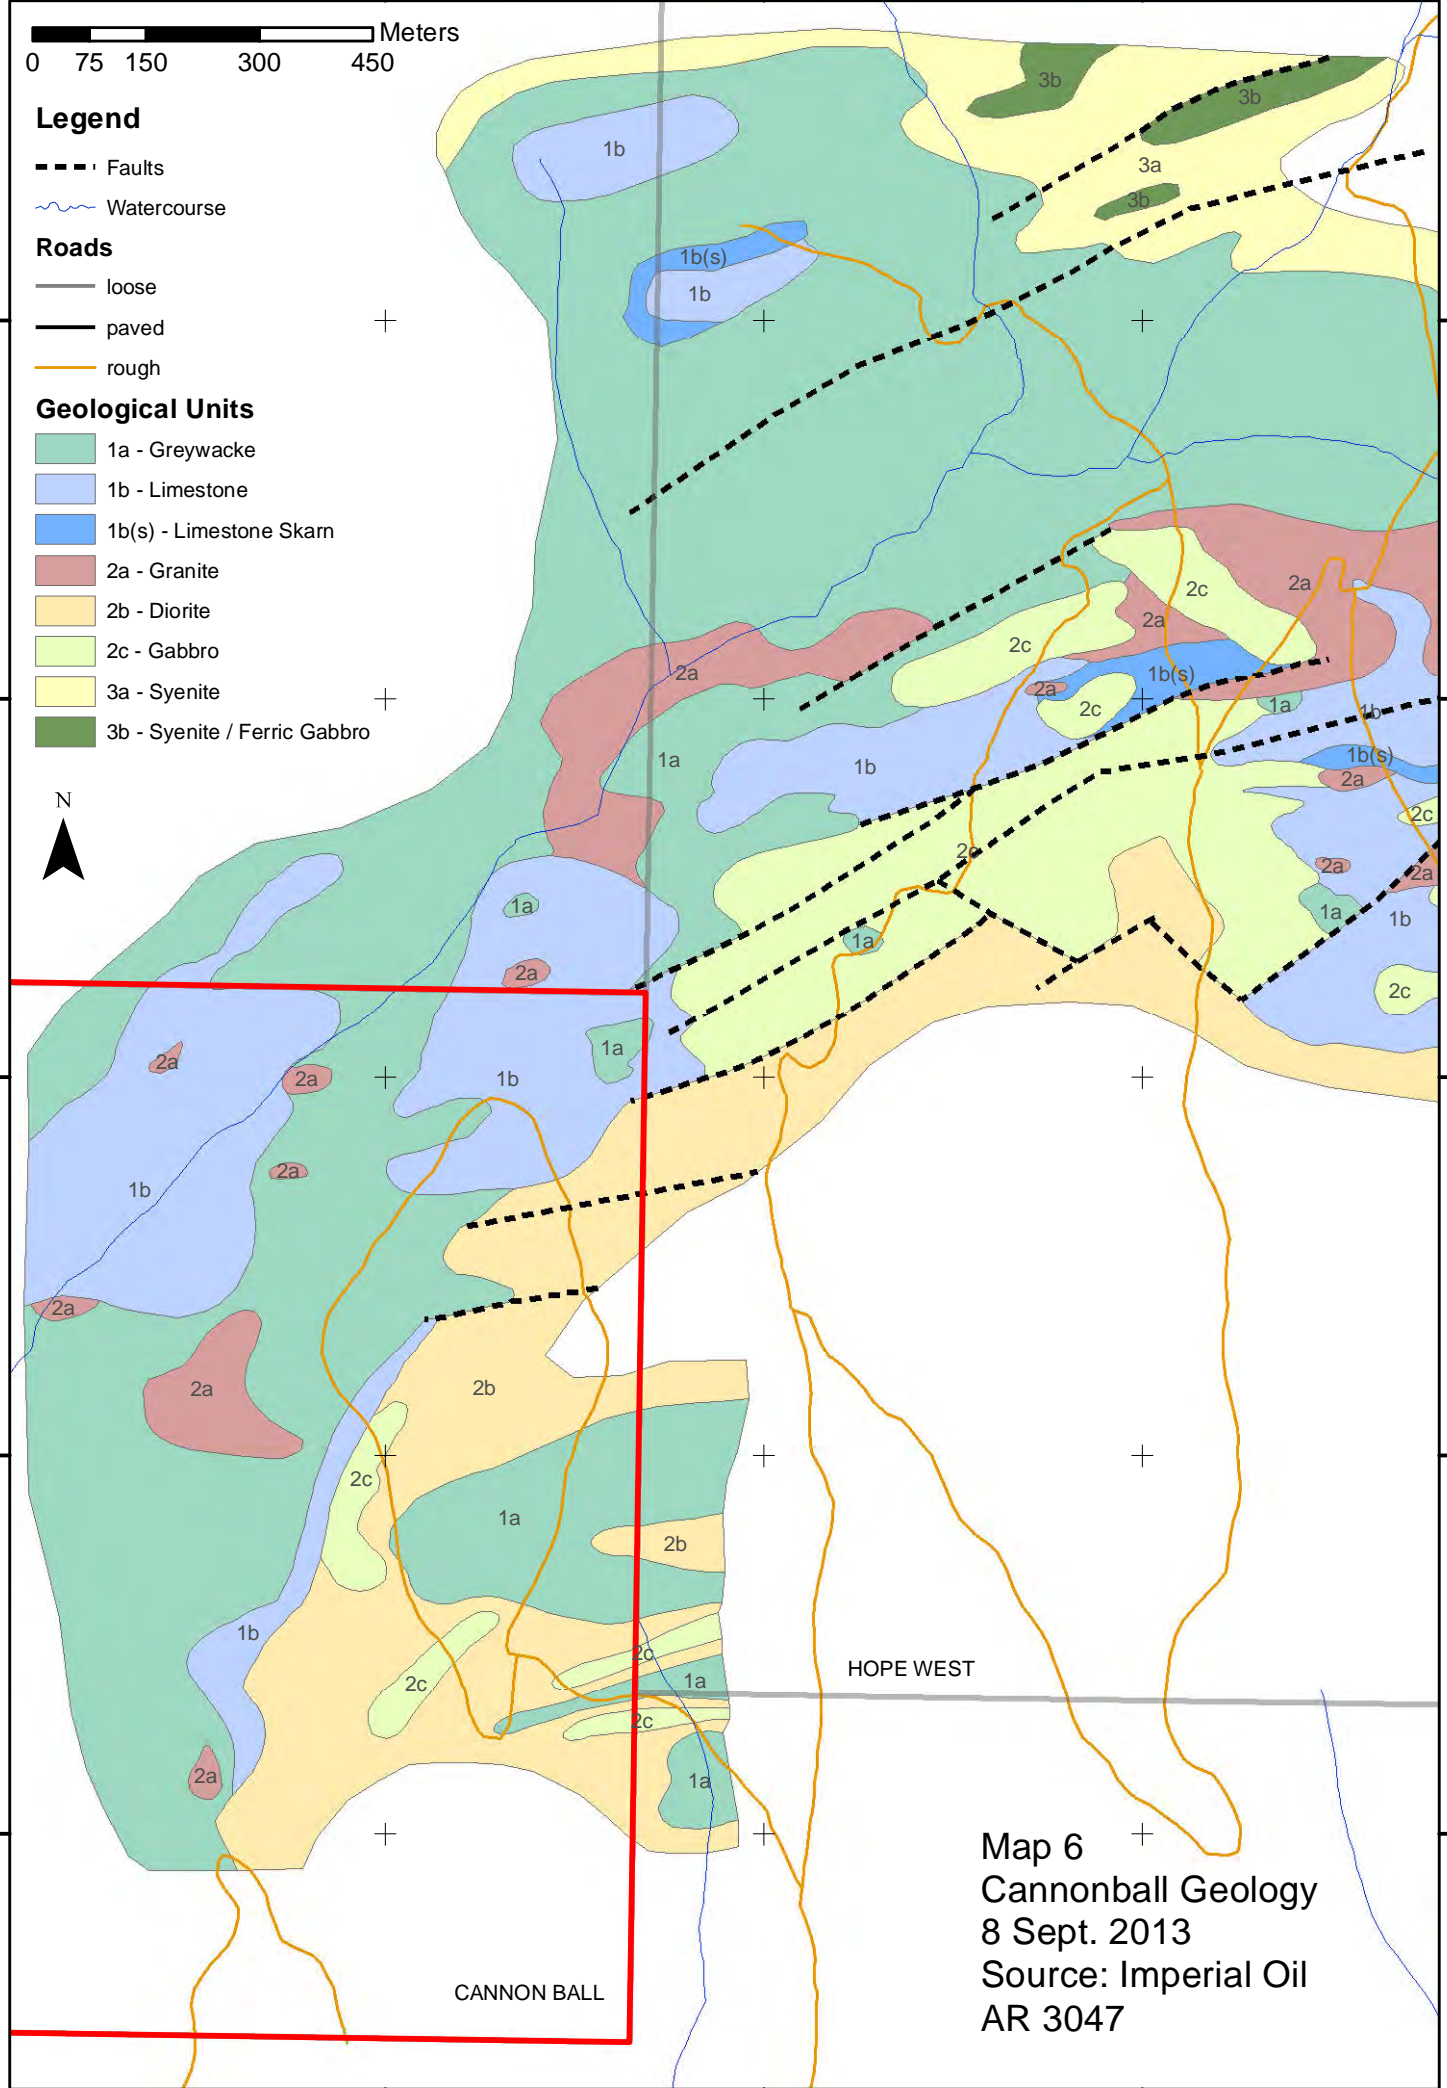 Meters
0 75 150 300 450
Legend
Faults
Watercourse
Roads
loose
paved
rough
Geological Units
1a - Greywacke
1b - Limestone
1b(s) - Limestone Skarn
2a - Granite
2b - Diorite
2c - Gabbro
3a - Syenite
3b - Syenite / Ferric Gabbro
N
3b
3b
1b
3a
3b
1b(s)
1b
2a
2c
2a
2c
2a
1b(s)
2a
2c
1a
1b
1a
1b
1b(s)
2a
2c
2c
2a
2a
1a
1a
1b
1a
2a
2c
1a
2a
1b
2a
2a
1b
2a
2a
2b
2c
1a
2b
1b
2c
2c
1a
2c
2a
1a
HOPE WEST
CANNON BALL
Map 6
Cannonball Geology
8 Sept. 2013
Source: Imperial Oil
AR 3047